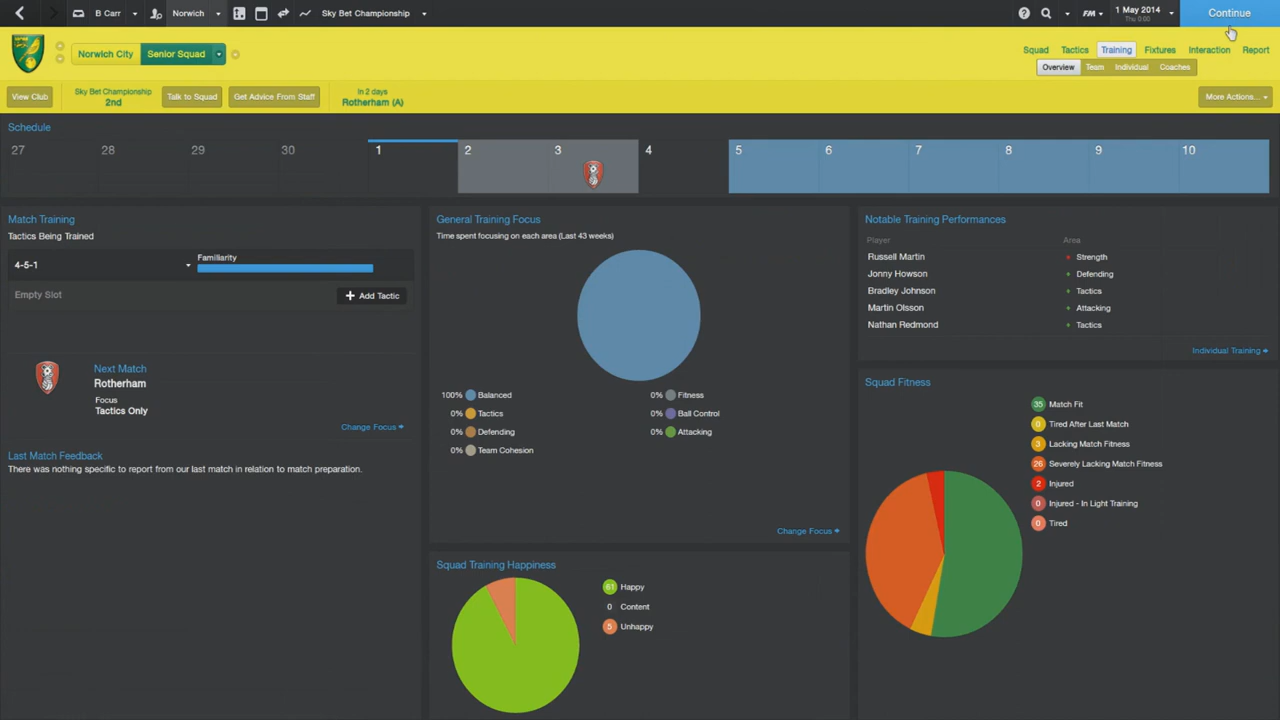 B Carr
Norwich
Sky Bet Championship
FM
1 May 2014
Thu 0:00
Continue
Norwich City
Senior Squad
Squad
Tactics
Training
Fixtures
Interaction
Report
Overview
Team
Individual
Coaches
View Club
Sky Bet Championship
2nd
Talk to Squad
Get Advice From Staff
In 2 days
Rotherham (A)
More Actions...
Schedule
27 28 29 30 1 2 3 4 5 6 7 8 9 10
Match Training
Tactics Being Trained
4-5-1
Familiarity
Empty Slot
Add Tactic
Next Match
Rotherham
Focus
Tactics Only
Change Focus
Last Match Feedback
There was nothing specific to report from our last match in relation to match preparation.
General Training Focus
Time spent focusing on each area (Last 43 weeks)
100% Balanced
0% Fitness
0% Tactics
0% Ball Control
0% Defending
0% Attacking
0% Team Cohesion
Change Focus
Squad Training Happiness
61 Happy
0 Content
5 Unhappy
Notable Training Performances
Player Area
Russell Martin Strength
Jonny Howson Defending
Bradley Johnson Tactics
Martin Olsson Attacking
Nathan Redmond Tactics
Individual Training
Squad Fitness
35 Match Fit
0 Tired After Last Match
3 Lacking Match Fitness
26 Severely Lacking Match Fitness
2 Injured
0 Injured - In Light Training
0 Tired